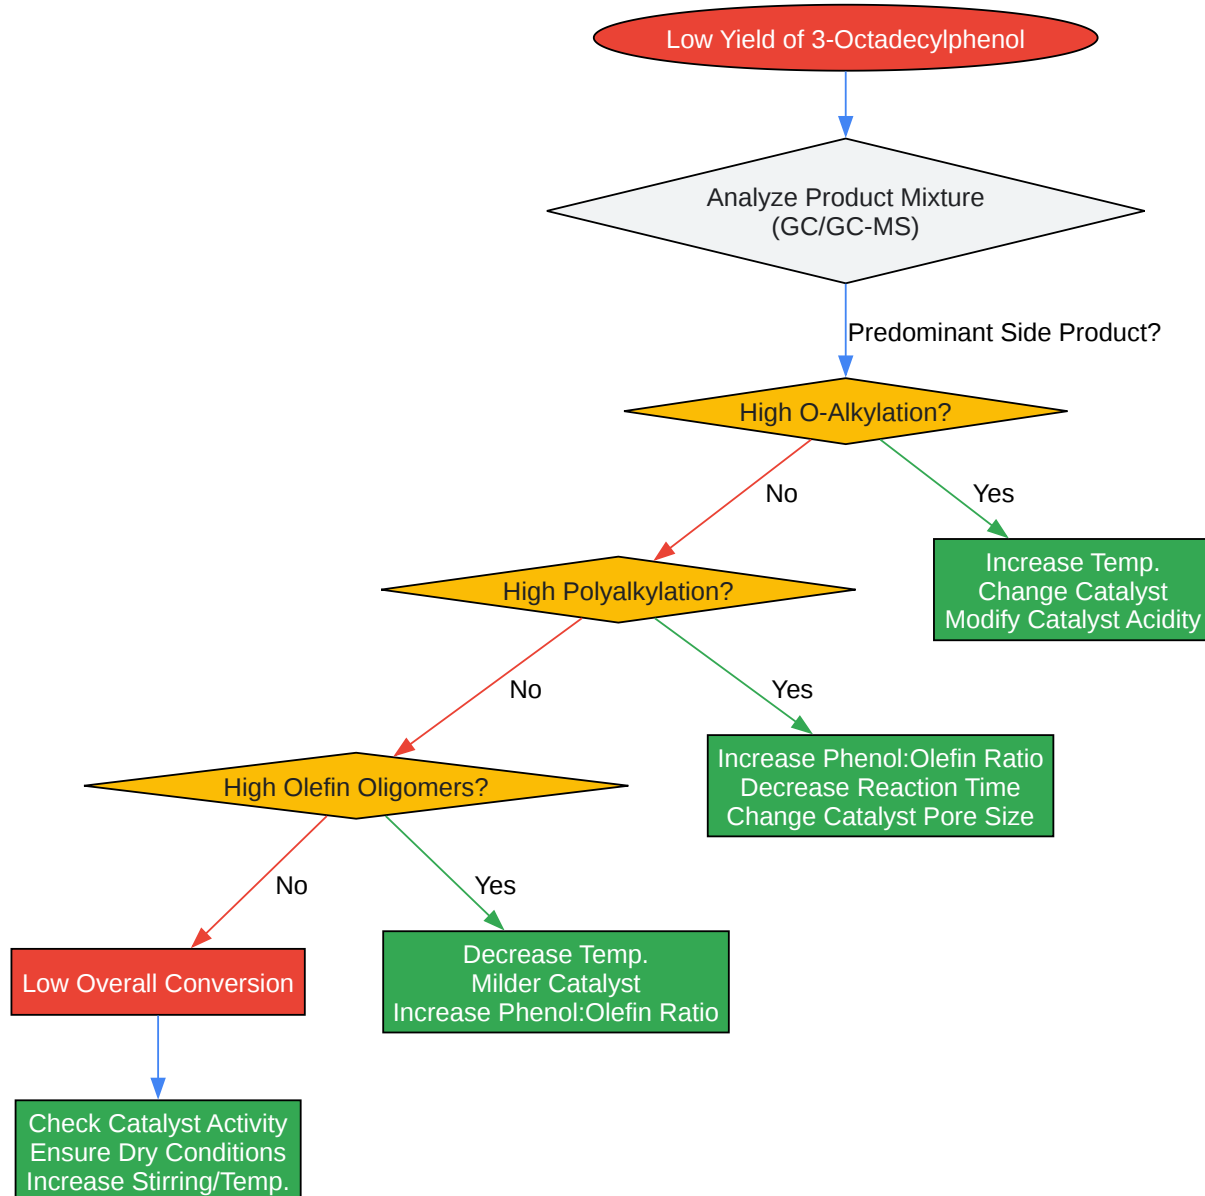 Low Yield of 3-Octadecylphenol
Analyze Product Mixture
(GC/GC-MS)
Predominant Side Product?
High O-Alkylation?
No
Yes
Increase Temp.
Change Catalyst
Modify Catalyst Acidity
High Polyalkylation?
No
Yes
Increase Phenol:Olefin Ratio
Decrease Reaction Time
Change Catalyst Pore Size
High Olefin Oligomers?
No
Yes
Decrease Temp.
Milder Catalyst
Increase Phenol:Olefin Ratio
Low Overall Conversion
Check Catalyst Activity
Ensure Dry Conditions
Increase Stirring/Temp.